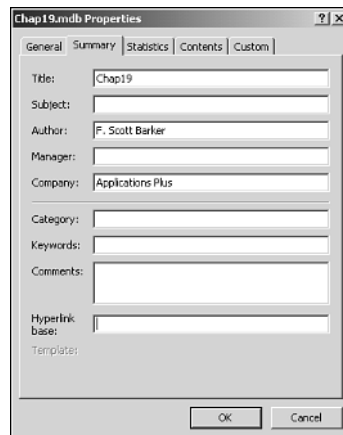 Chap19.mdb Properties
General Summary Statistics Contents Custom
Title: Chap19
Subject:
Author: F. Scott Barker
Manager:
Company: Applications Plus
Category:
Keywords:
Comments:
Hyperlink
base:
Template:
OK Cancel